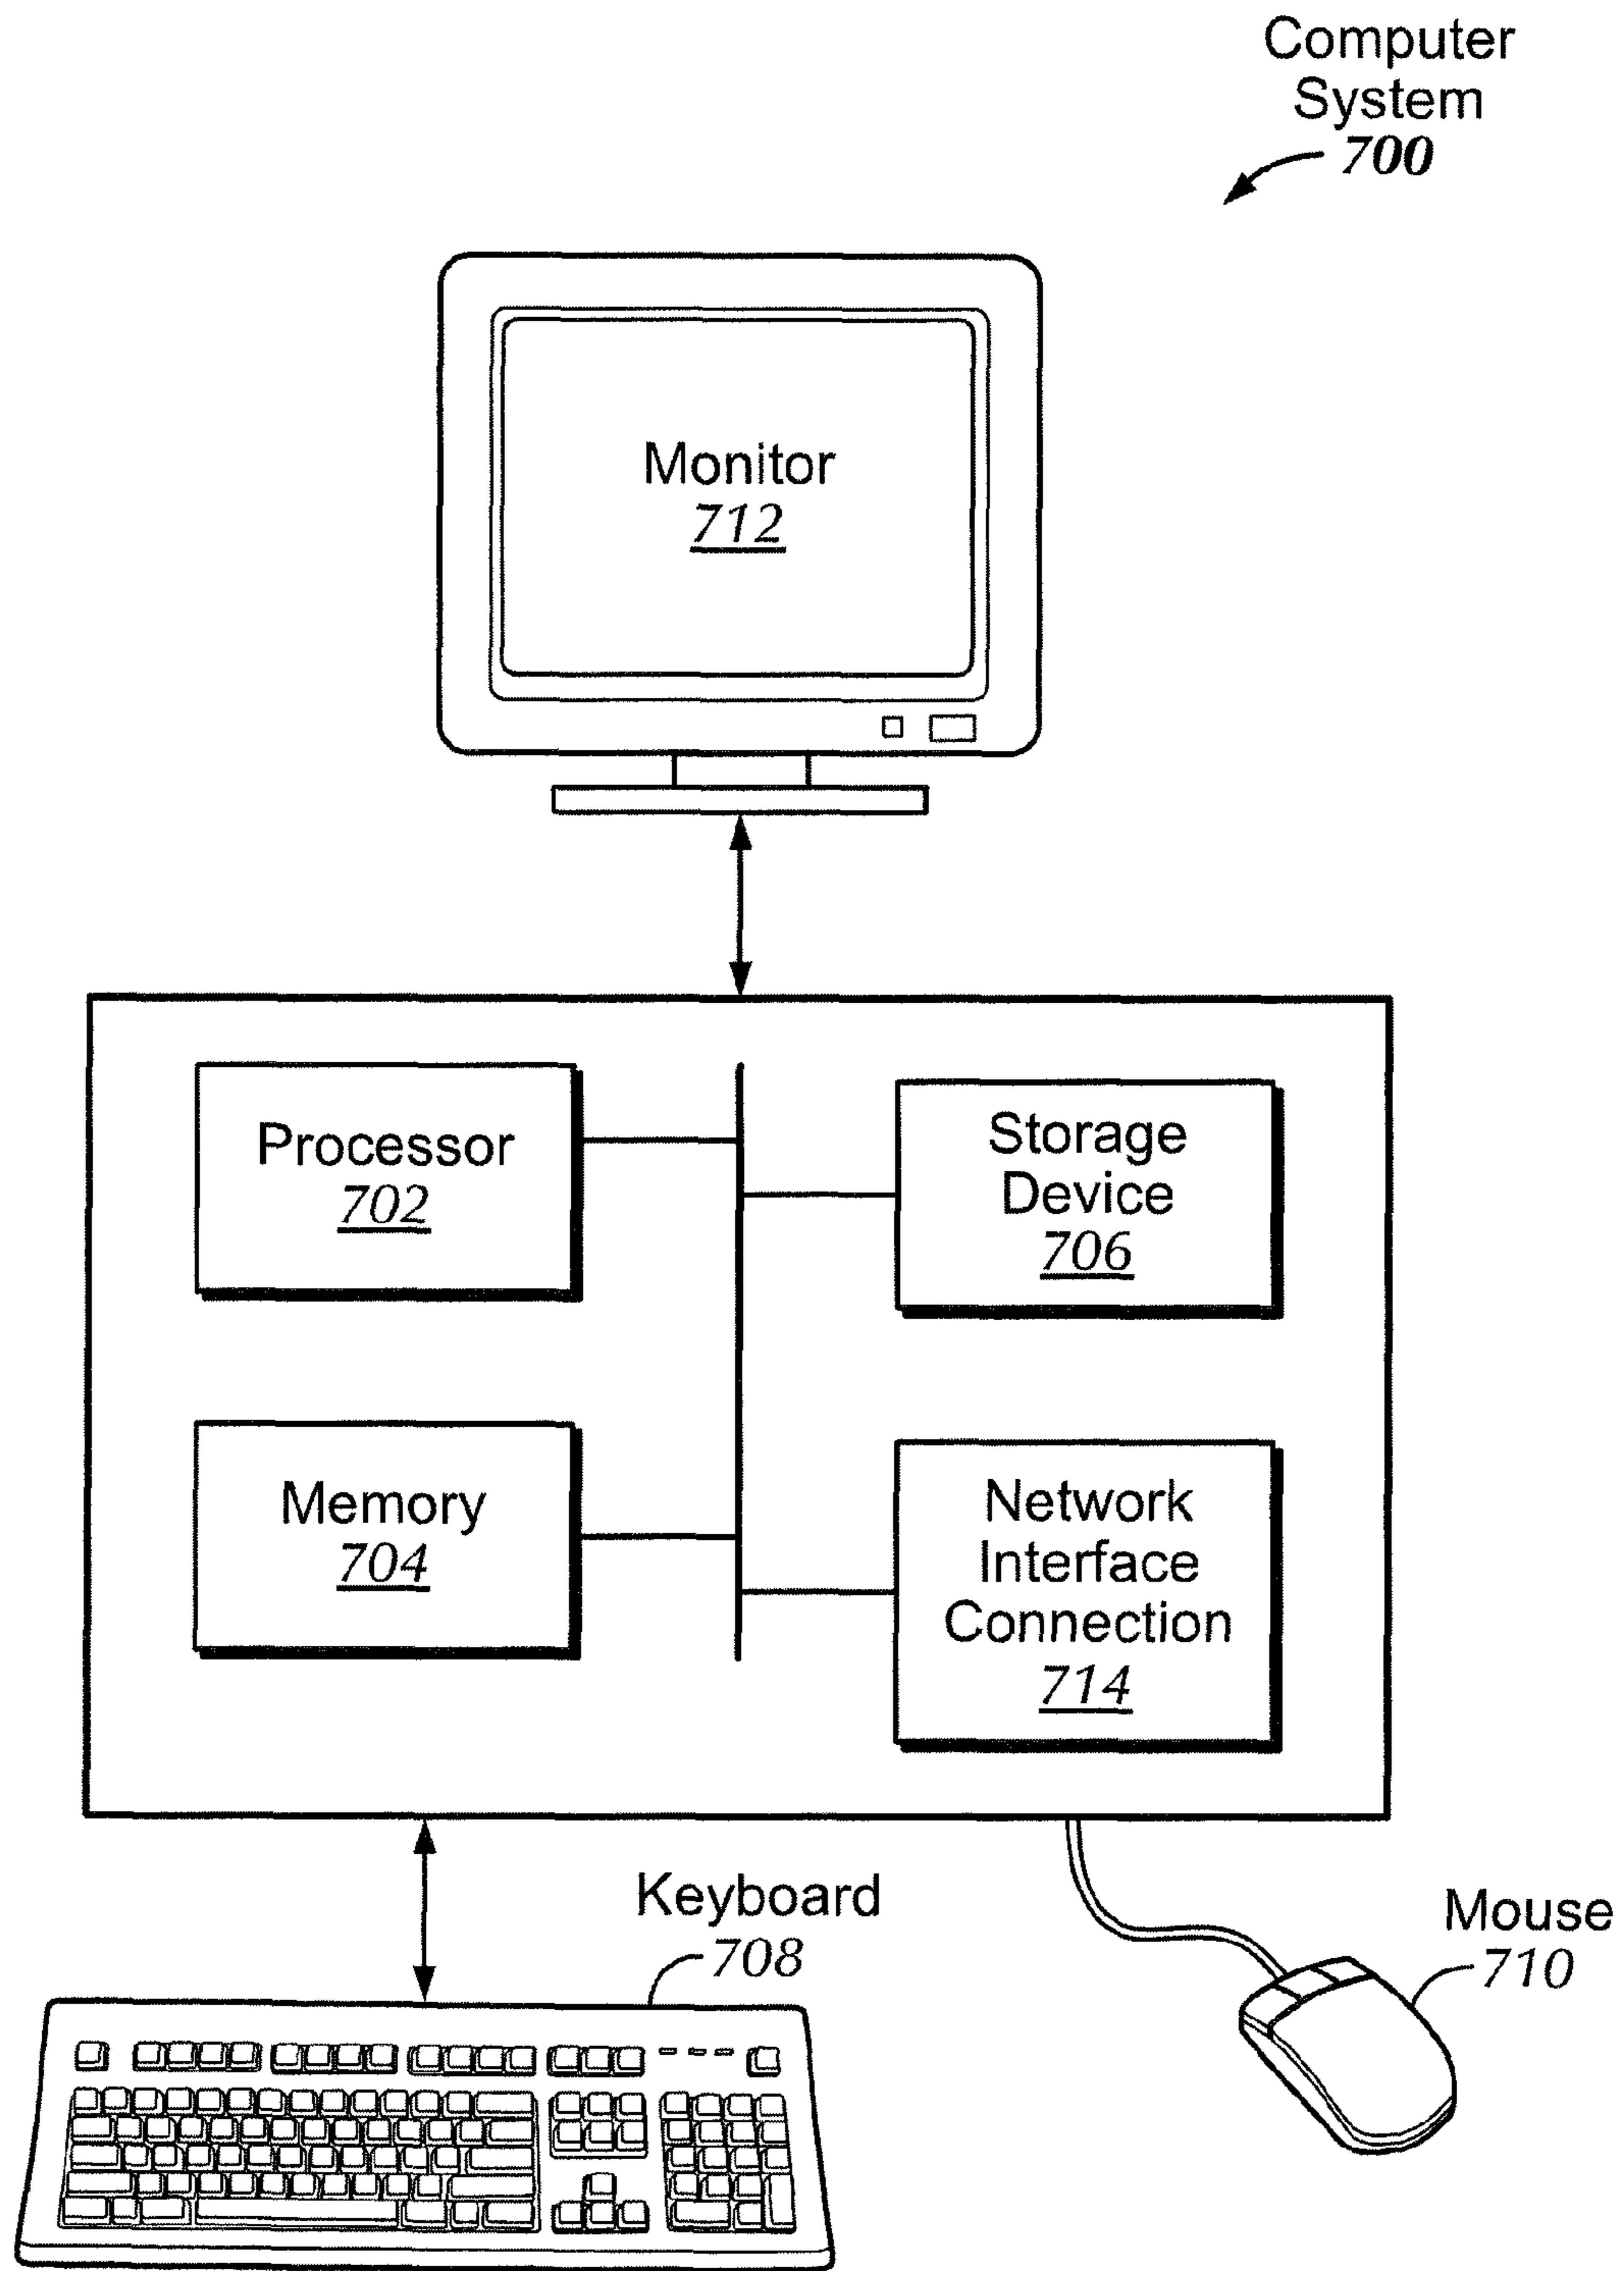 Computer
System
700
Monitor
712
Processor
702
Storage
Device
706
Memory
704
Network
Interface
Connection
714
Keyboard
708
Mouse
710